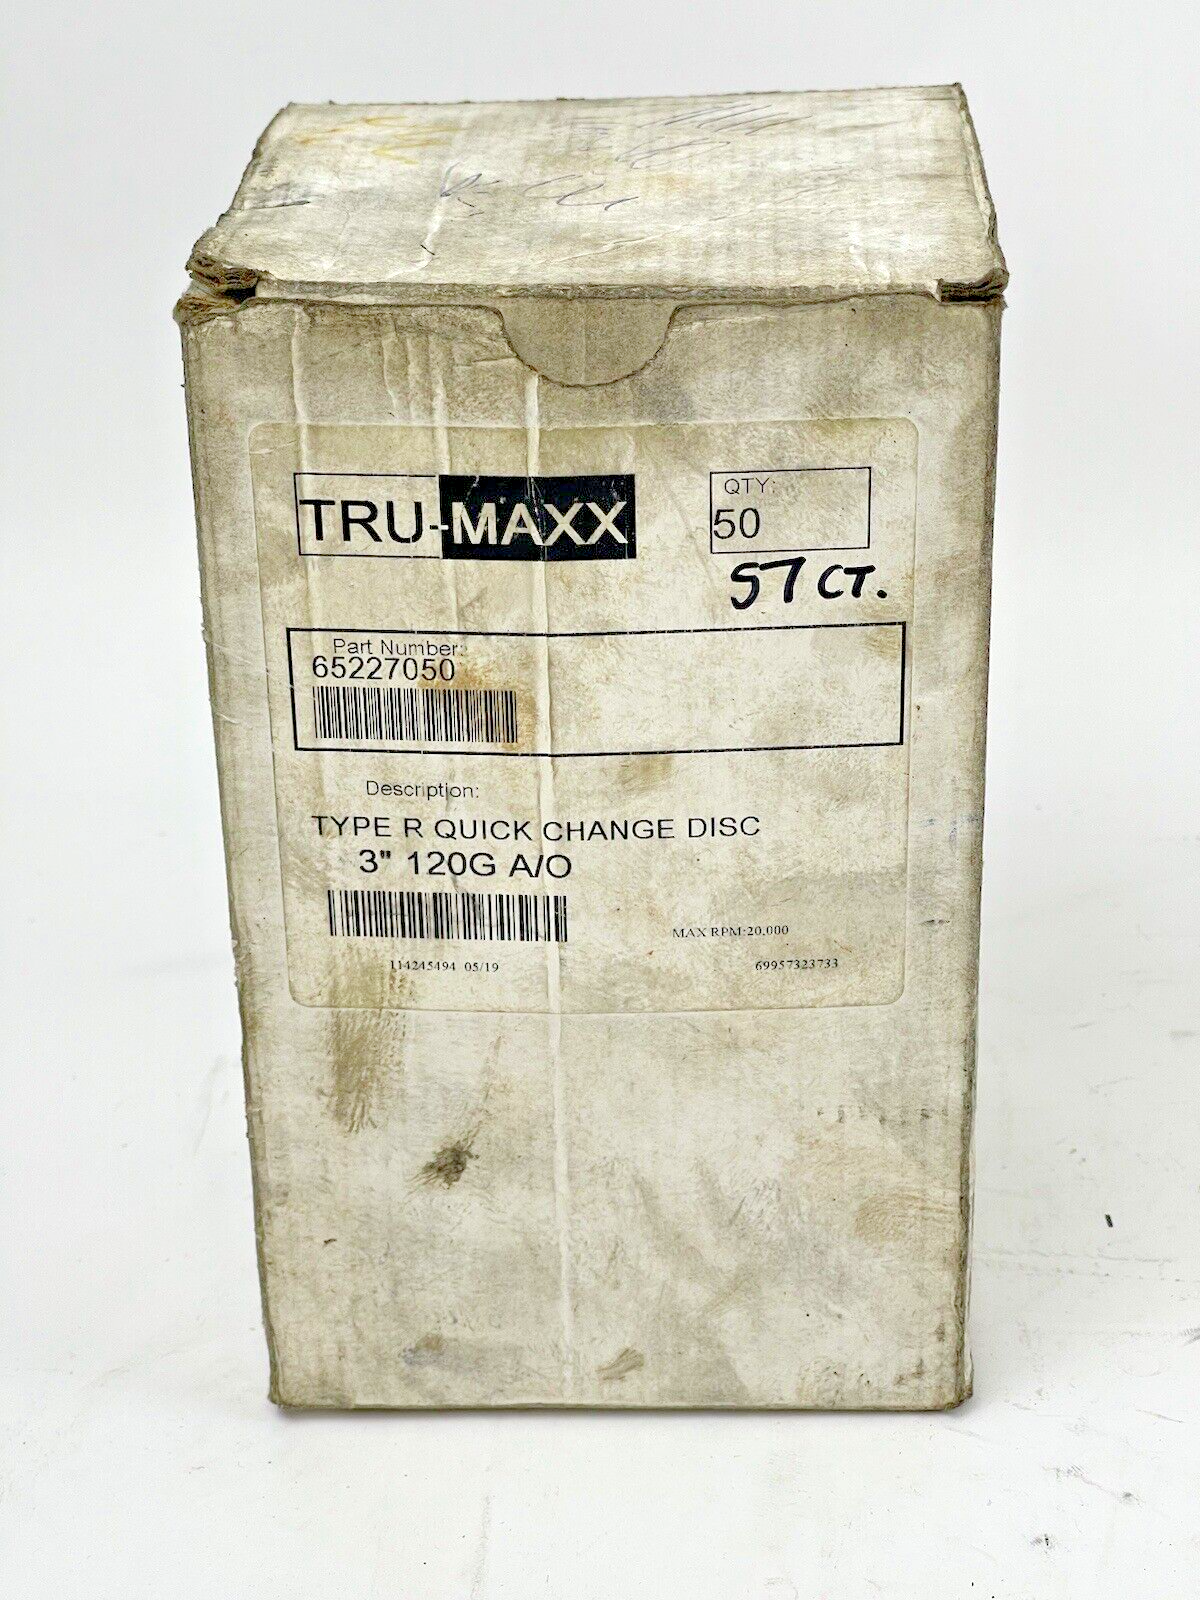 TRU-MAXX
QTY:
50
57 CT.
Part Number:
65227050
Description:
TYPE R QUICK CHANGE DISC
3" 120G A/O
MAX RPM:20,000
114245494 05/19
69957323733